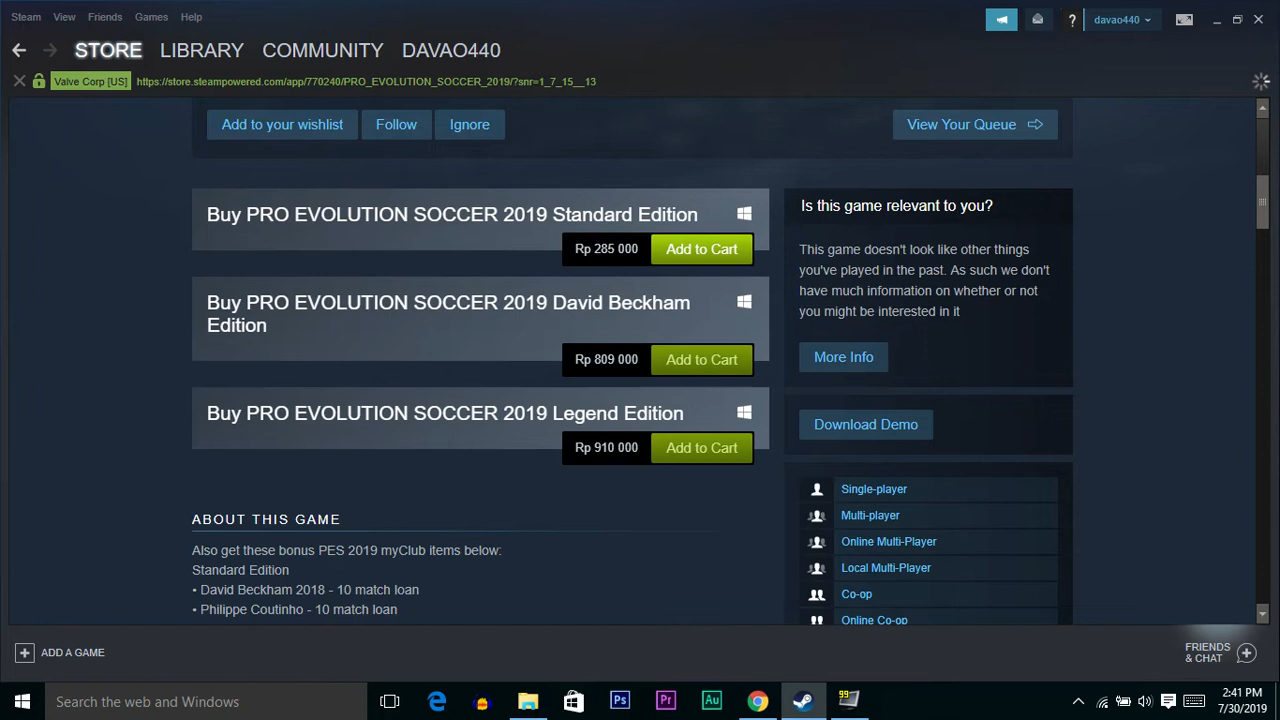 Steam View Friends Games Help
davao440
STORE LIBRARY COMMUNITY DAVAO440
Valve Corp [US] https://store.steampowered.com/app/770240/PRO_EVOLUTION_SOCCER_2019/?snr=1_7_15__13
Add to your wishlist Follow Ignore View Your Queue
Buy PRO EVOLUTION SOCCER 2019 Standard Edition
Rp 285 000 Add to Cart
Buy PRO EVOLUTION SOCCER 2019 David Beckham
Edition
Rp 809 000 Add to Cart
Buy PRO EVOLUTION SOCCER 2019 Legend Edition
Rp 910 000 Add to Cart
ABOUT THIS GAME
Also get these bonus PES 2019 myClub items below:
Standard Edition
• David Beckham 2018 - 10 match loan
• Philippe Coutinho - 10 match loan
Is this game relevant to you?
This game doesn't look like other things
you've played in the past. As such we don't
have much information on whether or not
you might be interested in it
More Info
Download Demo
Single-player
Multi-player
Online Multi-Player
Local Multi-Player
Co-op
Online Co-op
ADD A GAME
FRIENDS
& CHAT
Search the web and Windows
Ps Pr Au 99
2:41 PM
7/30/2019